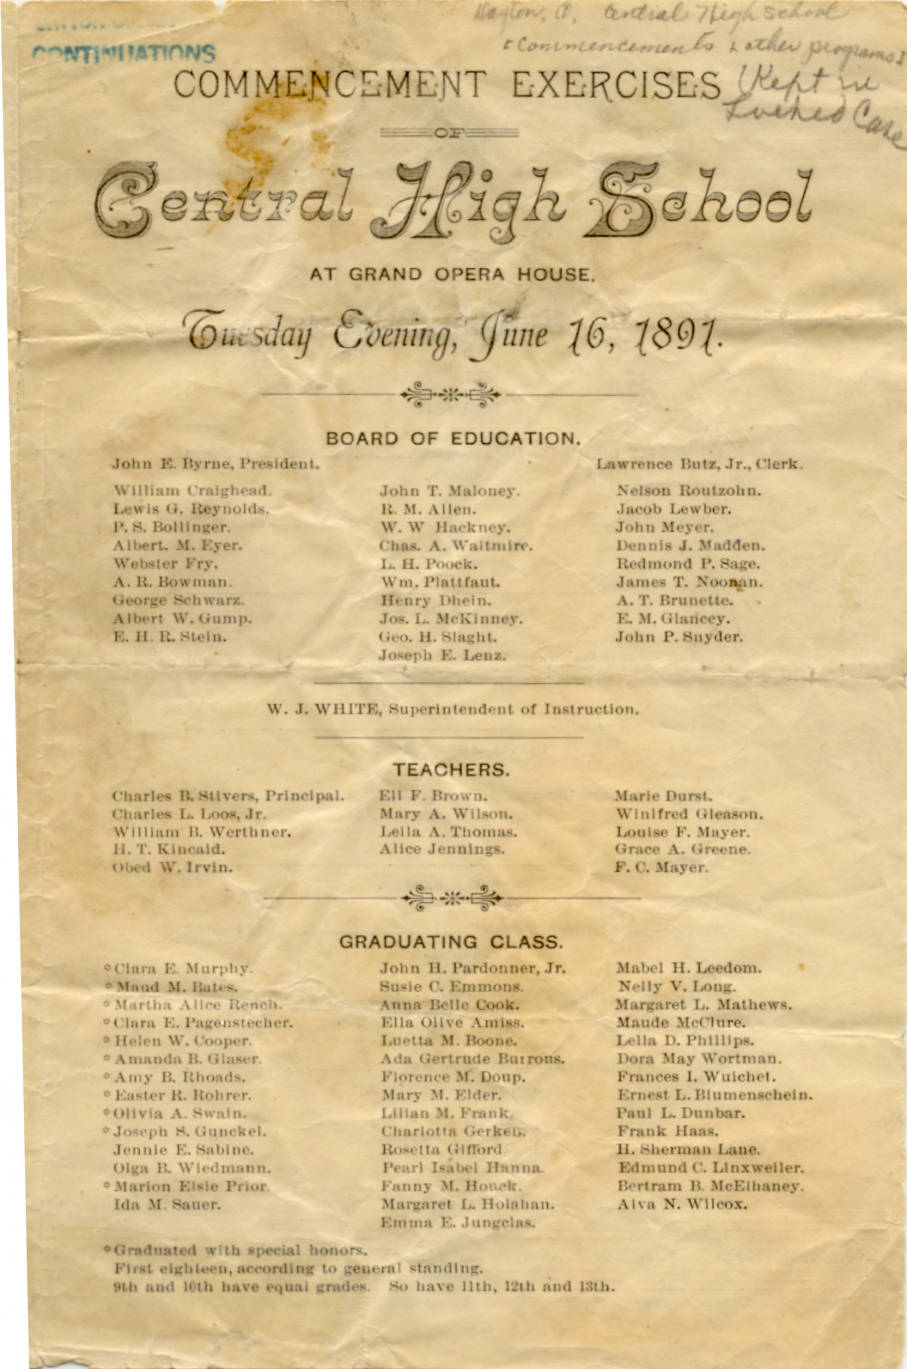 Dayton, O, Central High School
[Commencements & other programs]
CONTINUATIONS
(Kept in
Locked Case
COMMENCEMENT EXERCISES
OF
Central High School
AT GRAND OPERA HOUSE.
Tuesday Evening, June 16, 1891.
BOARD OF EDUCATION.
John E. Byrne, President.
Lawrence Butz, Jr., Clerk.
William Craighead.
Lewis G. Reynolds.
P. S. Bollinger.
Albert. M. Eyer.
Webster Fry.
A. R. Bowman.
George Schwarz.
Albert W. Gump.
E. H. R. Stein.
John T. Maloney.
R. M. Allen.
W. W Hackney.
Chas. A. Waitmire.
L. H. Poock.
Wm. Plattfaut.
Henry Dhein.
Jos. L. McKinney.
Geo. H. Slaght.
Joseph E. Lenz.
Nelson Routzohn.
Jacob Lewber.
John Meyer.
Dennis J. Madden.
Redmond P. Sage.
James T. Noonan.
A. T. Brunette.
E. M. Glancey.
John P. Snyder.
W. J. WHITE, Superintendent of Instruction.
TEACHERS.
Charles B. Stivers, Principal.
Charles L. Loos, Jr.
William B. Werthner.
H. T. Kincaid.
Obed W. Irvin.
Eli F. Brown.
Mary A. Wilson.
Leila A. Thomas.
Alice Jennings.
Marie Durst.
Winifred Gleason.
Louise F. Mayer.
Grace A. Greene.
F. C. Mayer.
GRADUATING CLASS.
*Clara E. Murphy.
*Maud M. Bates.
*Martha Alice Rench.
*Clara E. Pagenstecher.
*Helen W. Cooper.
*Amanda B. Glaser.
*Amy B. Rhoads.
*Easter R. Rohrer.
*Olivia A. Swain.
*Joseph S. Gunckel.
Jennie E. Sabine.
Olga B. Wiedmann.
*Marion Elsie Prior.
Ida M. Sauer.
John H. Pardonner, Jr.
Susie C. Emmons.
Anna Belle Cook.
Ella Olive Amiss.
Luetta M. Boone.
Ada Gertrude Burrous.
Florence M. Doup.
Mary M. Elder.
Lilian M. Frank.
Charlotta Gerken.
Rosetta Gifford
Pearl Isabel Hanna.
Fanny M. Houck.
Margaret L. Holahan.
Emma E. Jungclas.
Mabel H. Leedom.
Nelly V. Long.
Margaret L. Mathews.
Maude McClure.
Lella D. Phillips.
Dora May Wortman.
Frances I. Wuichet.
Ernest L. Blumenschein.
Paul L. Dunbar.
Frank Haas.
H. Sherman Lane.
Edmund C. Linxweiler.
Bertram B. McElhaney.
Alva N. Wilcox.
*Graduated with special honors.
First eighteen, according to general standing.
9th and 10th have equal grades. So have 11th, 12th and 13th.